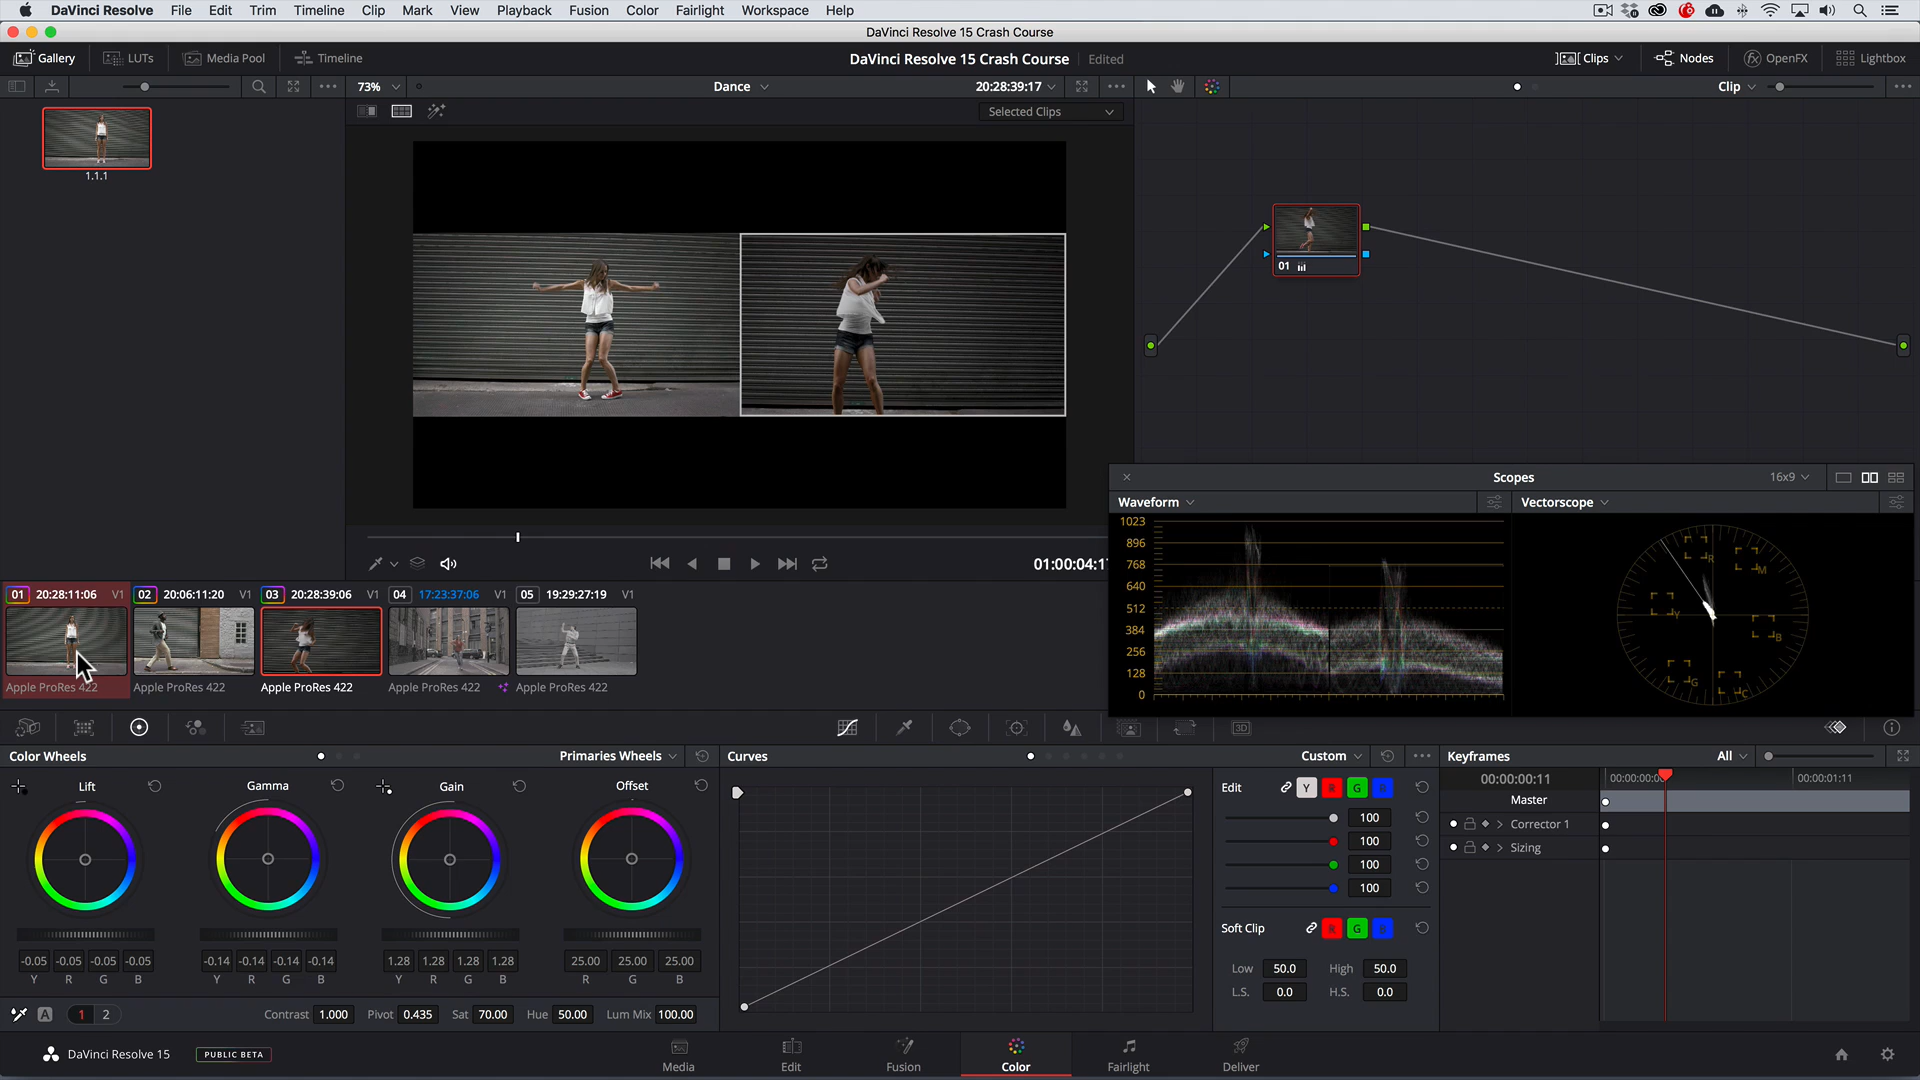 DaVinci Resolve File Edit Trim Timeline Clip Mark View Playback Fusion Color Fairlight Workspace Help
DaVinci Resolve 15 Crash Course
Gallery LUTs Media Pool Timeline DaVinci Resolve 15 Crash Course Edited Clips Nodes OpenFX Lightbox
73% Dance 20:28:39:17 Clip
Selected Clips
1.1.1
01
Scopes 16x9
Waveform Vectorscope
1023
896
768
640
512
384
256
128
0
R
M
Y
B
G
C
01:00:04:1
01 20:28:11:06 V1 02 20:06:11:20 V1 03 20:28:39:06 V1 04 17:23:37:06 V1 05 19:29:27:19 V1
Apple ProRes 422 Apple ProRes 422 Apple ProRes 422 Apple ProRes 422 Apple ProRes 422
3D
Color Wheels Primaries Wheels Curves Custom Keyframes All
Lift Gamma Gain Offset
Edit Y R G B
100
100
100
100
Soft Clip R G B
Low 50.0 High 50.0
L.S. 0.0 H.S. 0.0
00:00:00:11 00:00:00:0 00:00:01:11
Master
Corrector 1
Sizing
-0.05 -0.05 -0.05 -0.05 -0.14 -0.14 -0.14 -0.14 1.28 1.28 1.28 1.28 25.00 25.00 25.00
Y R G B Y R G B Y R G B R G B
A 1 2 Contrast 1.000 Pivot 0.435 Sat 70.00 Hue 50.00 Lum Mix 100.00
DaVinci Resolve 15 PUBLIC BETA Media Edit Fusion Color Fairlight Deliver